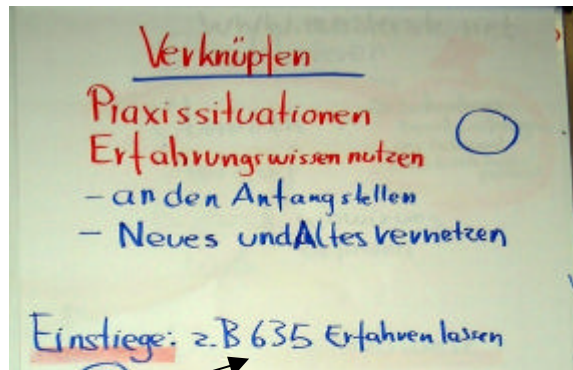 Verknüpfen
Praxissituationen
Erfahrungswissen nutzen
- an den Anfang stellen
- Neues und Altes vernetzen
Einstiege: z.B 635 Erfahren lassen